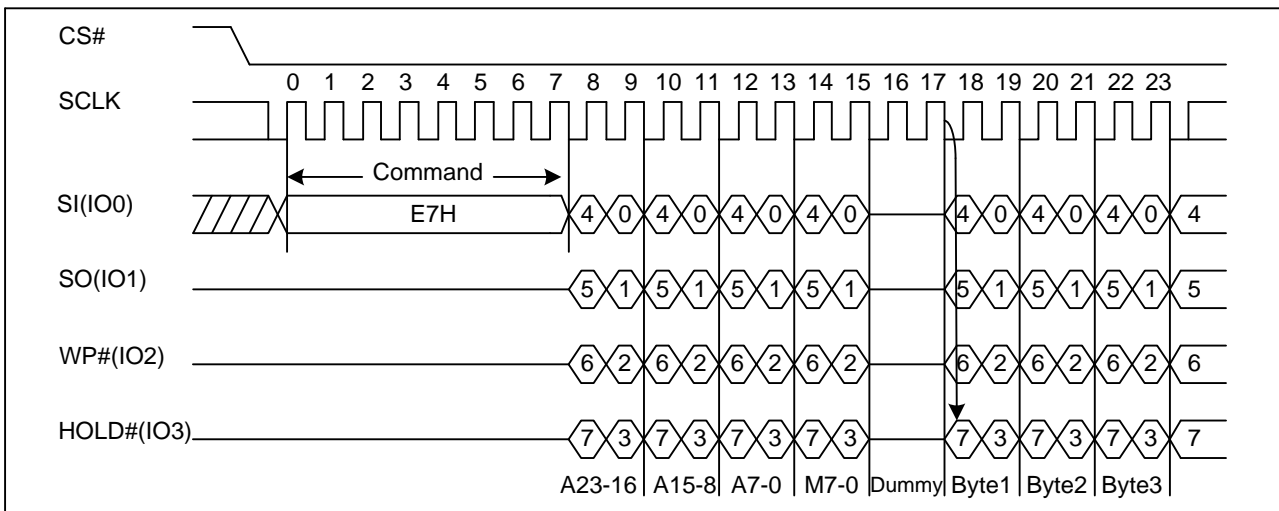 CS#
0 1 2 3 4 5 6 7 8 9 10 11 12 13 14 15 16 17 18 19 20 21 22 23
SCLK
Command
SI(IO0) E7H 4 0 4 0 4 0 4 0 4 0 4 0 4 0 4
SO(IO1) 5 1 5 1 5 1 5 1 5 1 5 1 5 1 5
WP#(IO2) 6 2 6 2 6 2 6 2 6 2 6 2 6 2 6
HOLD#(IO3) 7 3 7 3 7 3 7 3 7 3 7 3 7 3 7
A23-16 A15-8 A7-0 M7-0 Dummy Byte1 Byte2 Byte3